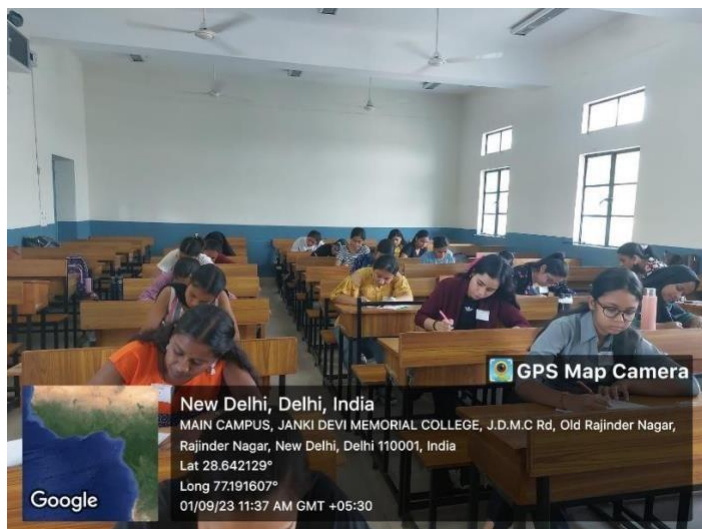 GPS Map Camera
New Delhi, Delhi, India
MAIN CAMPUS, JANKI DEVI MEMORIAL COLLEGE, J.D.M.C Rd, Old Rajinder Nagar,
Rajinder Nagar, New Delhi, Delhi 110001, India
Lat 28.642129°
Long 77.191607°
01/09/23 11:37 AM GMT +05:30
Google